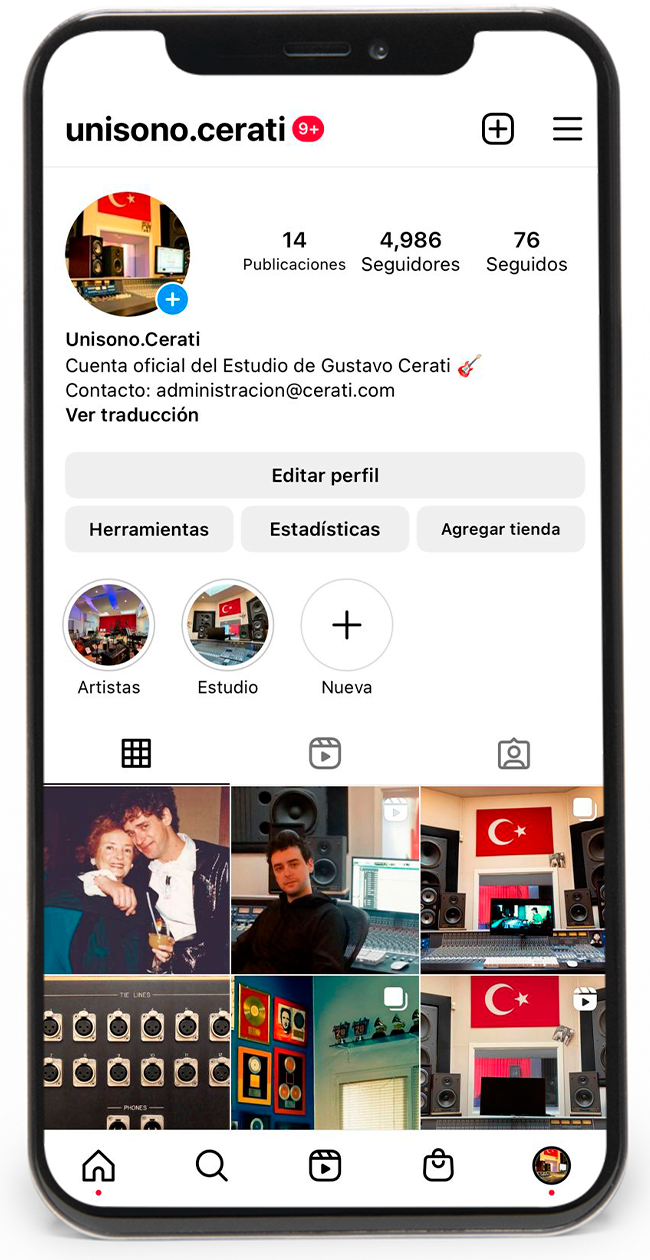 unisono.cerati 9+
14 4,986 76
Publicaciones Seguidores Seguidos
Unisono.Cerati
Cuenta oficial del Estudio de Gustavo Cerati 🎸
Contacto: administracion@cerati.com
Ver traducción
Editar perfil
Herramientas Estadísticas Agregar tienda
Artistas Estudio Nueva
TIE LINES
PHONES